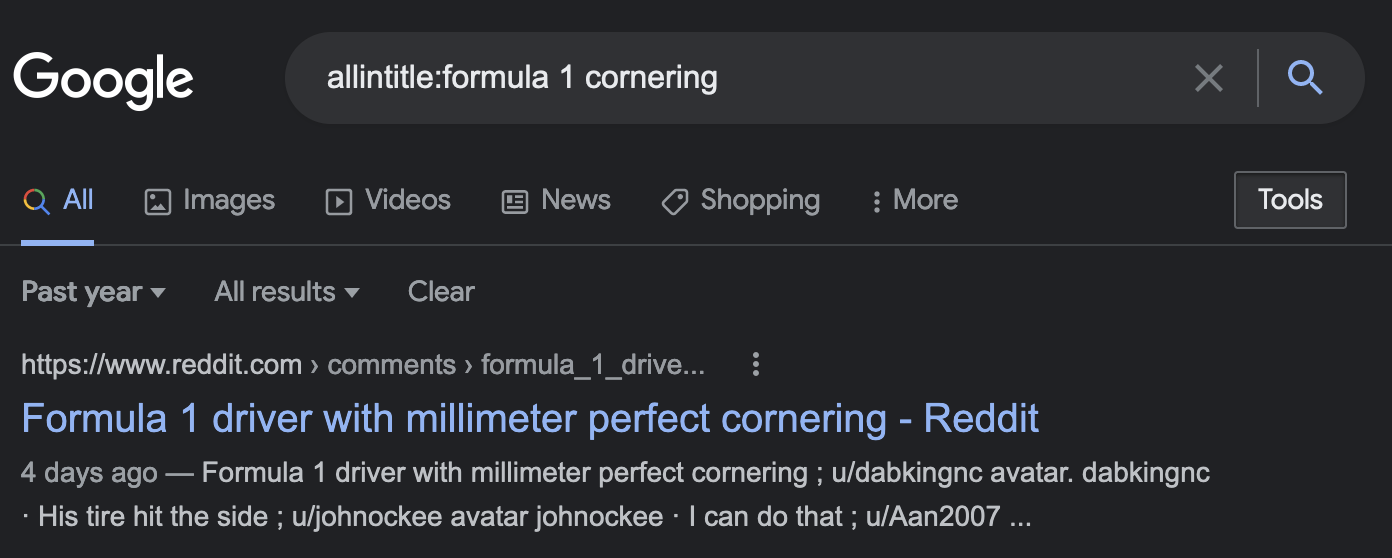 Google
allintitle:formula 1 cornering
All Images Videos News Shopping More Tools
Past year All results Clear
https://www.reddit.com › comments › formula_1_drive...
Formula 1 driver with millimeter perfect cornering - Reddit
4 days ago — Formula 1 driver with millimeter perfect cornering ; u/dabkingnc avatar. dabkingnc
· His tire hit the side ; u/johnockee avatar johnockee · I can do that ; u/Aan2007 ...